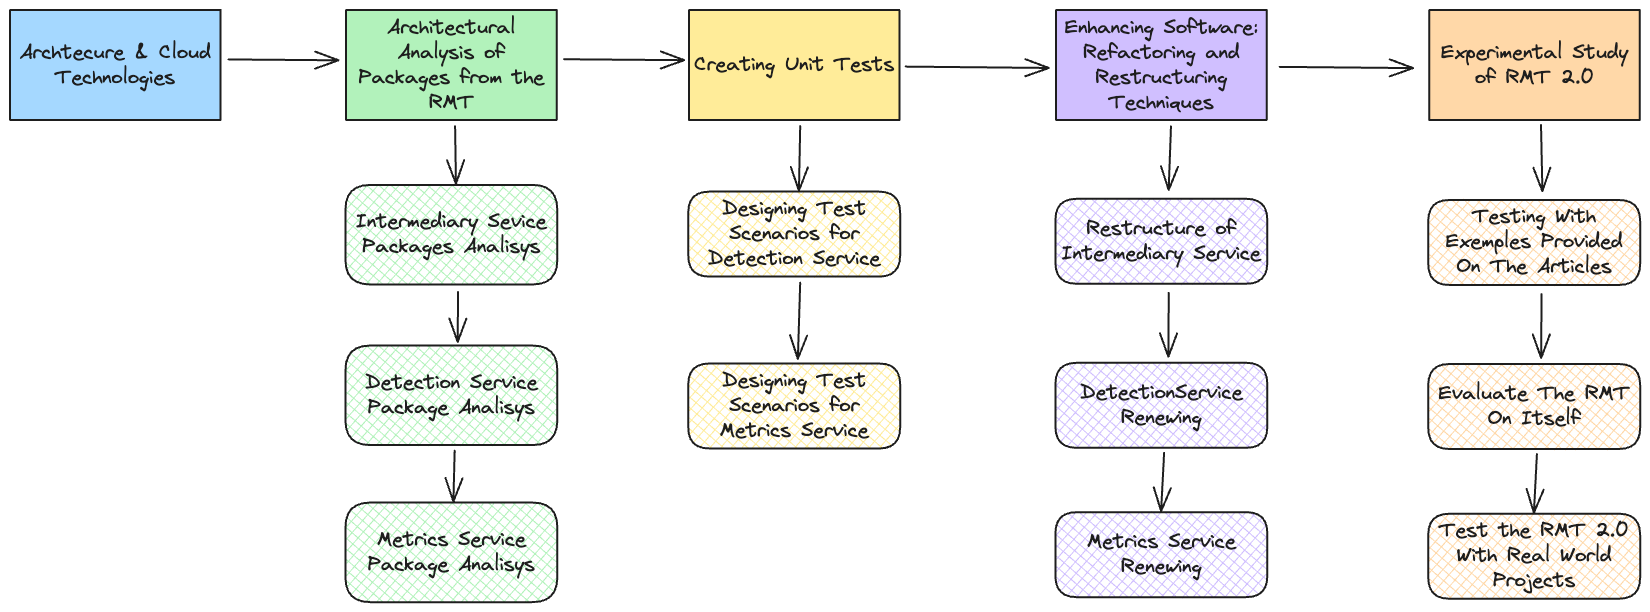 Archtecure & Cloud
Technologies
Architectural
Analysis of
Packages from the
RMT
Creating Unit Tests
Enhancing Software:
Refactoring and
Restructuring
Techniques
Experimental Study
of RMT 2.0
Intermediary Sevice
Packages Analisys
Detection Service
Package Analisys
Metrics Service
Package Analisys
Designing Test
Scenarios for
Detection Service
Designing Test
Scenarios for
Metrics Service
Restructure of
Intermediary Service
DetectionService
Renewing
Metrics Service
Renewing
Testing With
Exemples Provided
On The Articles
Evaluate The RMT
On Itself
Test the RMT 2.0
With Real World
Projects